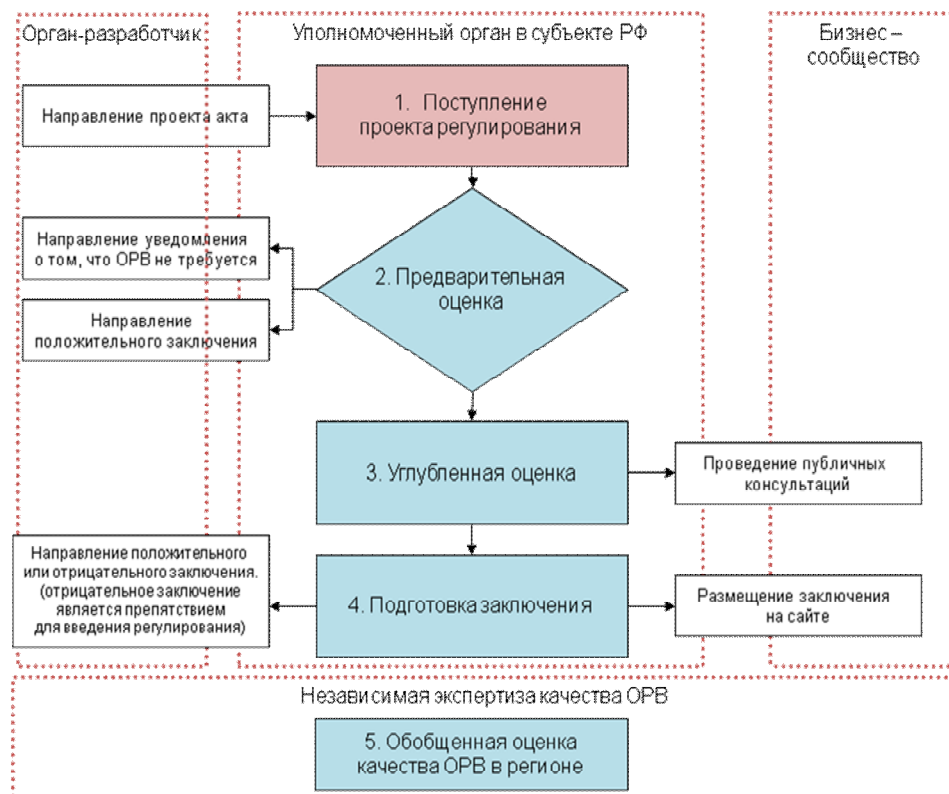 Орган-разработчик
Уполномоченный орган в субъекте РФ
Бизнес –
сообщество
Направление проекта акта
1. Поступление
проекта регулирования
Направление уведомления
о том, что ОРВ не требуется
2. Предварительная
оценка
Направление
положительного заключения
3. Углубленная оценка
Проведение публичных
консультаций
Направление положительного
или отрицательного заключения.
(отрицательное заключение
является препятствием
для введения регулирования)
4. Подготовка заключения
Размещение заключения
на сайте
Независимая экспертиза качества ОРВ
5. Обобщенная оценка
качества ОРВ в регионе